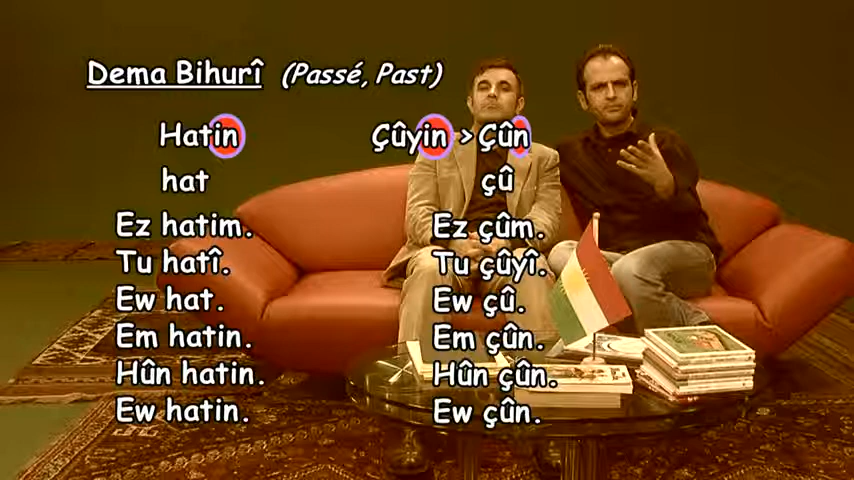 Dema Bihurî (Passé, Past)
Hatin Çûyin > Çûn
hat çû
Ez hatim. Ez çûm.
Tu hatî. Tu çûyî.
Ew hat. Ew çû.
Em hatin. Em çûn.
Hûn hatin. Hûn çûn.
Ew hatin. Ew çûn.